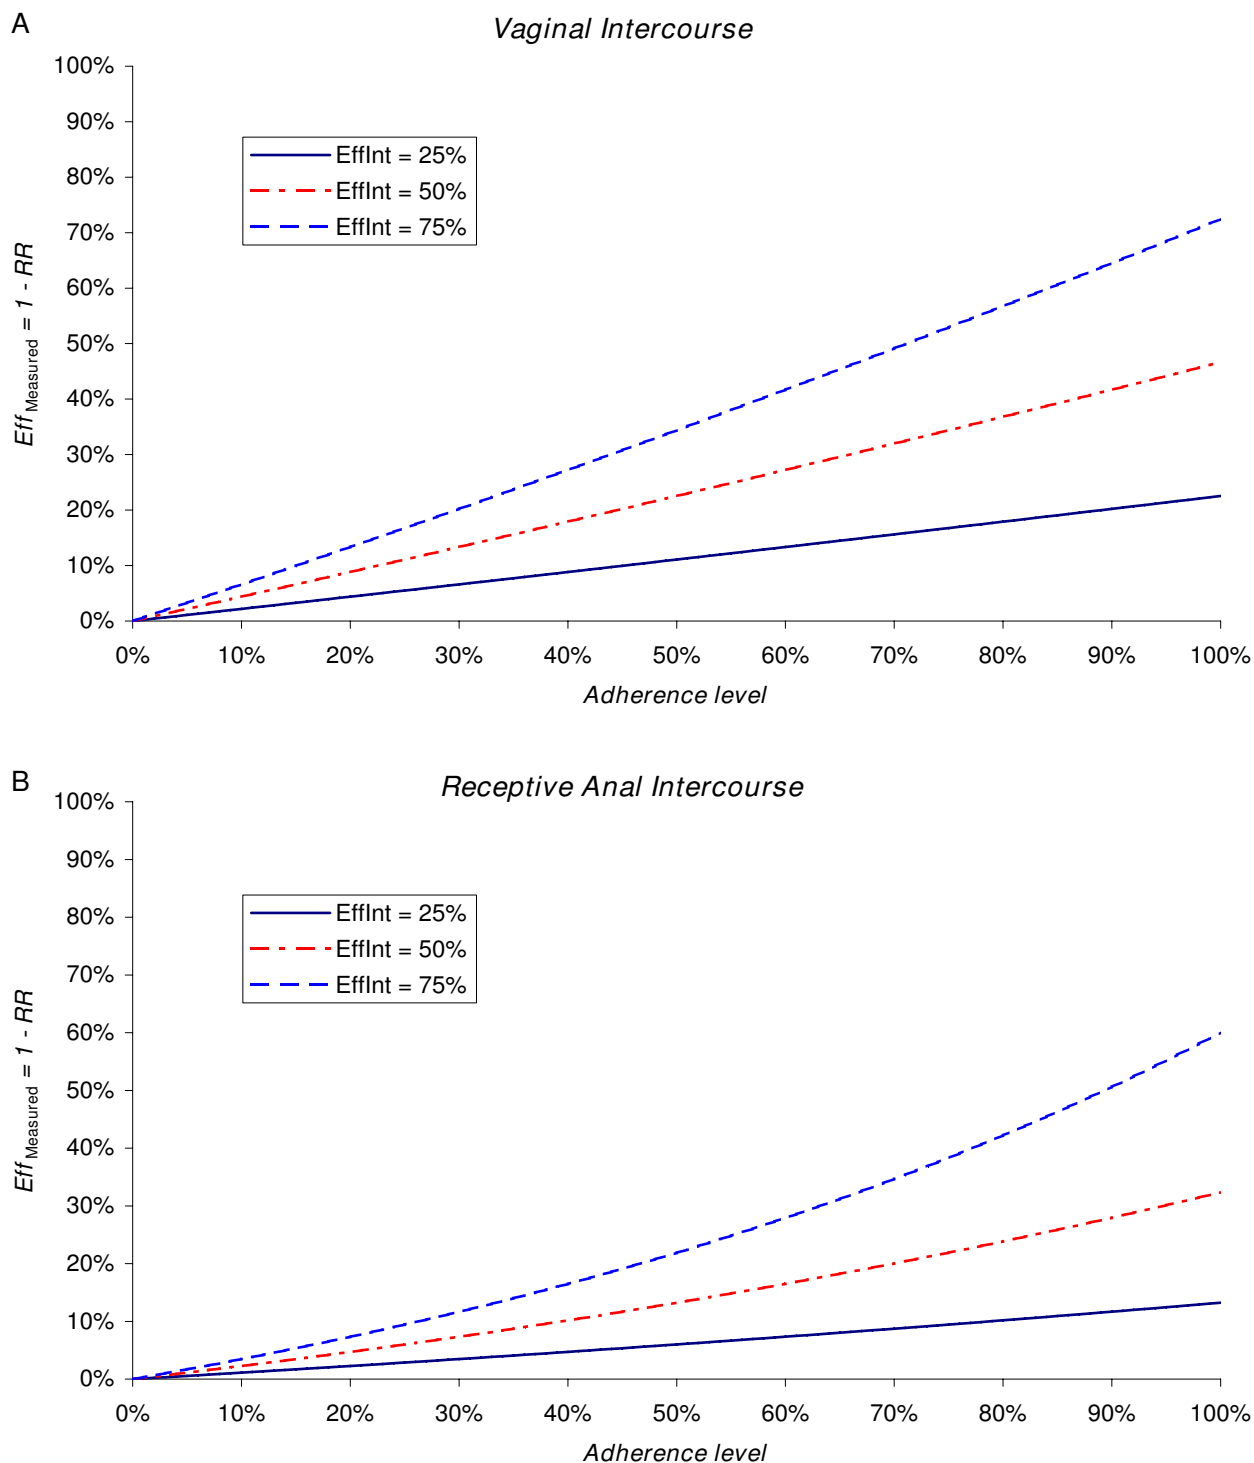 A
Vaginal Intercourse
100%
90%
80%
70%
60%
50%
40%
30%
20%
10%
0%
Eff Measured = 1 - RR
EffInt = 25%
EffInt = 50%
EffInt = 75%
0% 10% 20% 30% 40% 50% 60% 70% 80% 90% 100%
Adherence level
B
Receptive Anal Intercourse
100%
90%
80%
70%
60%
50%
40%
30%
20%
10%
0%
Eff Measured = 1 - RR
EffInt = 25%
EffInt = 50%
EffInt = 75%
0% 10% 20% 30% 40% 50% 60% 70% 80% 90% 100%
Adherence level